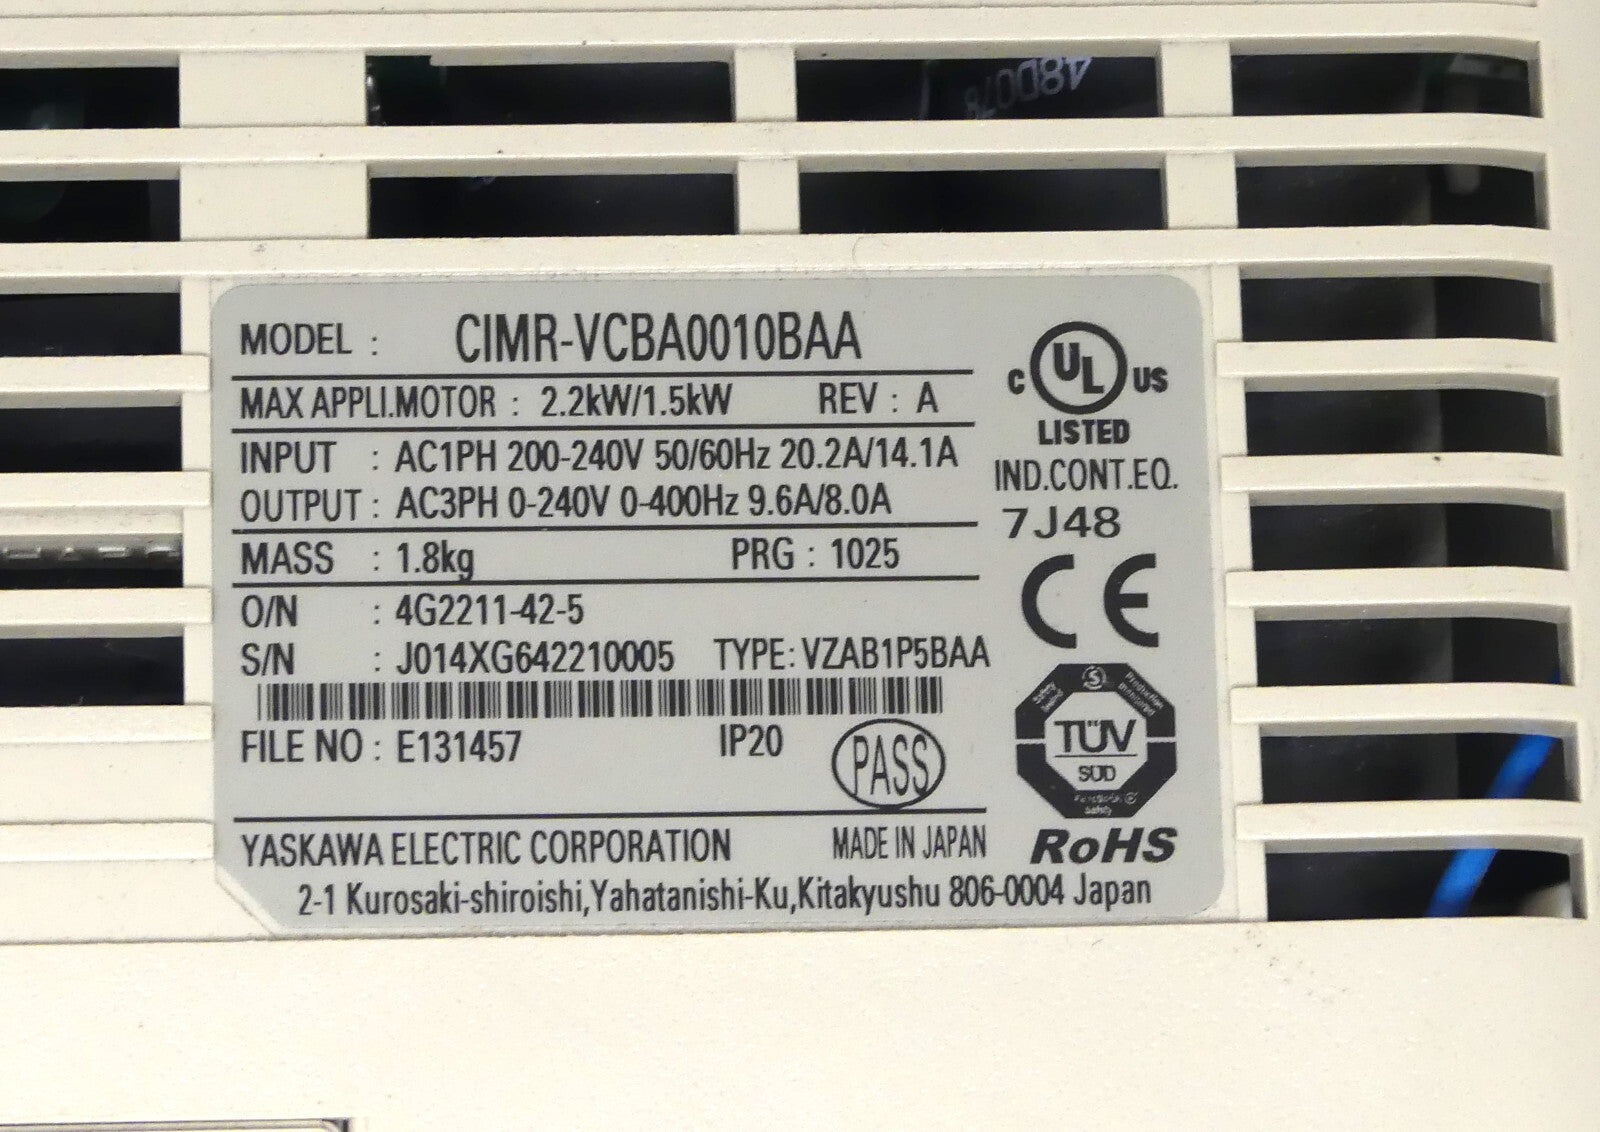 48D078
MODEL : CIMR-VCBA0010BAA
MAX APPLI.MOTOR : 2.2kW/1.5kW REV : A
INPUT : AC1PH 200-240V 50/60Hz 20.2A/14.1A
OUTPUT : AC3PH 0-240V 0-400Hz 9.6A/8.0A
MASS : 1.8kg PRG : 1025
O/N : 4G2211-42-5
S/N : J014XG642210005 TYPE: VZAB1P5BAA
FILE NO : E131457 IP20 PASS
YASKAWA ELECTRIC CORPORATION MADE IN JAPAN
2-1 Kurosaki-shiroishi,Yahatanishi-Ku,Kitakyushu 806-0004 Japan
C UL US
LISTED
IND.CONT.EQ.
7J48
CE
Production
monitored
TÜV
SÜD
Safety
RoHS